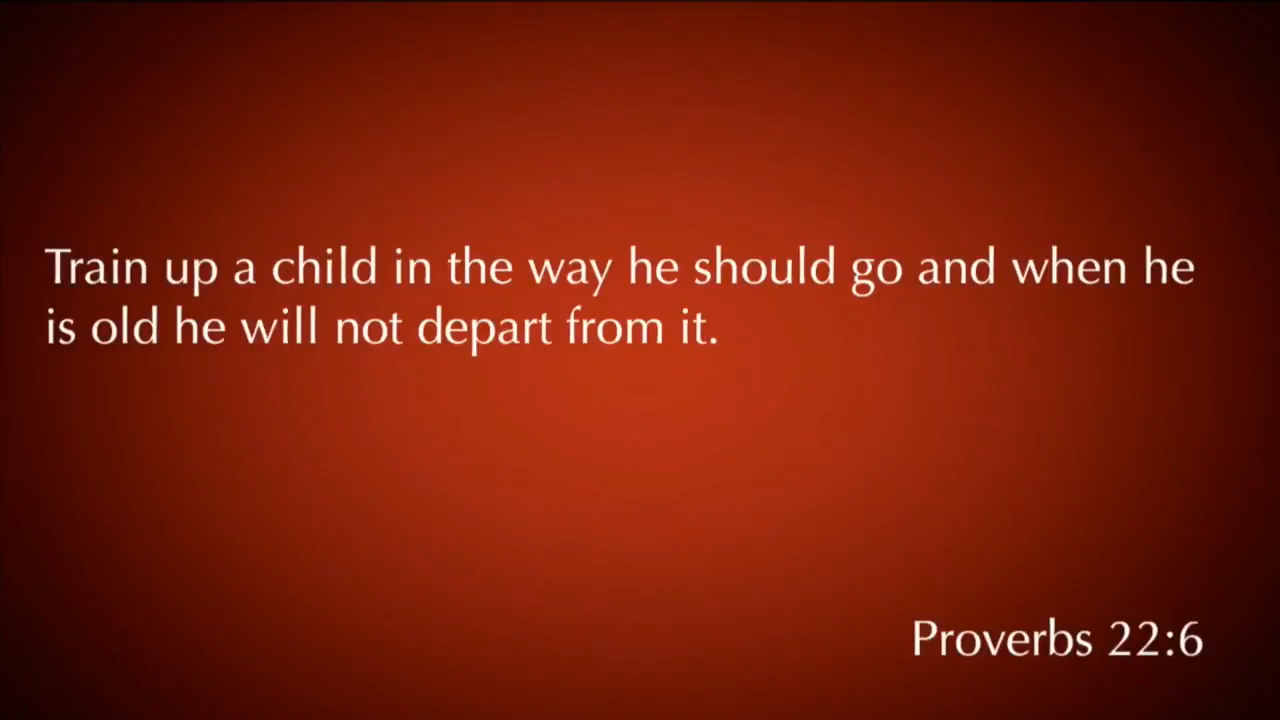 Train up a child in the way he should go and when he
is old he will not depart from it.
Proverbs 22:6